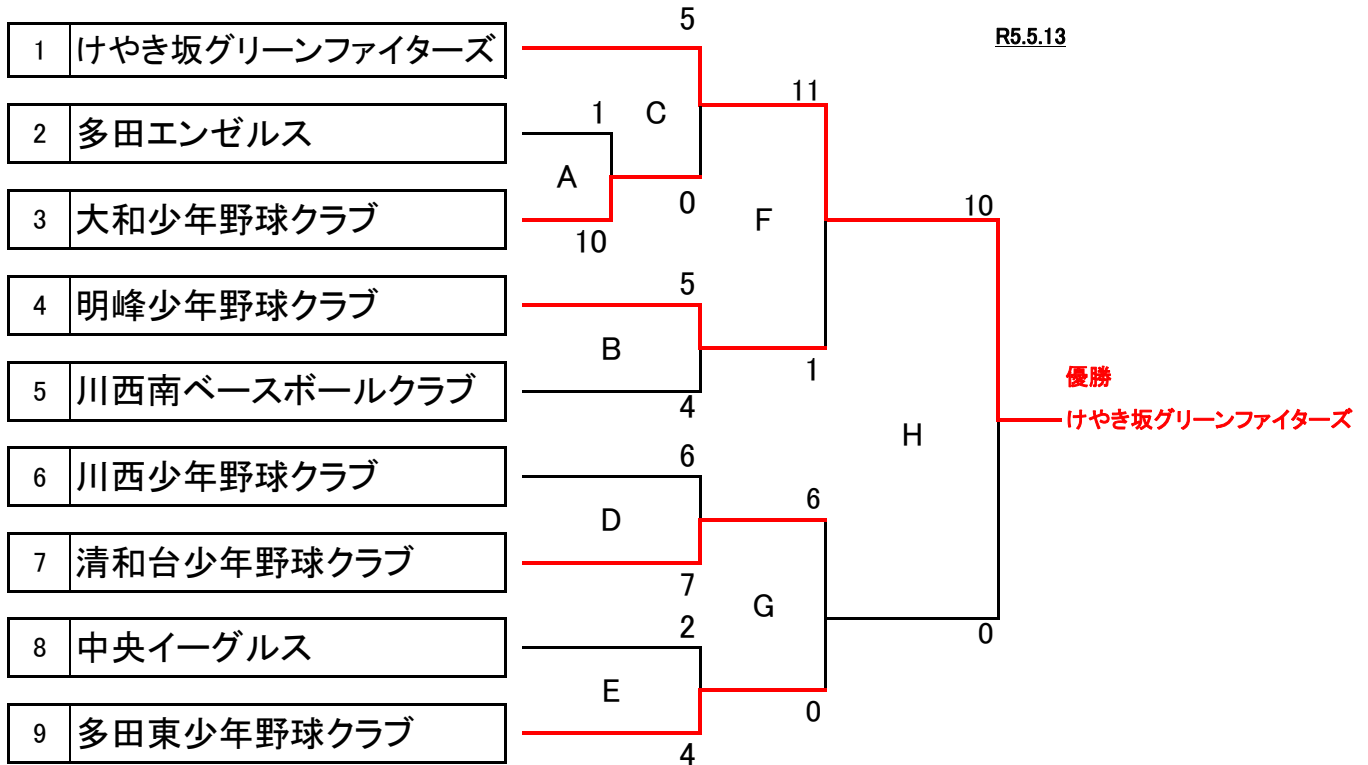 R5.5.13
1 けやき坂グリーンファイターズ
5
11
2 多田エンゼルス
1
C
A
0
3 大和少年野球クラブ
10
F
10
4 明峰少年野球クラブ
5
B
1
5 川西南ベースボールクラブ
4
優勝
けやき坂グリーンファイターズ
H
6 川西少年野球クラブ
6
D
6
7 清和台少年野球クラブ
7
G
8 中央イーグルス
2
0
E
0
9 多田東少年野球クラブ
4